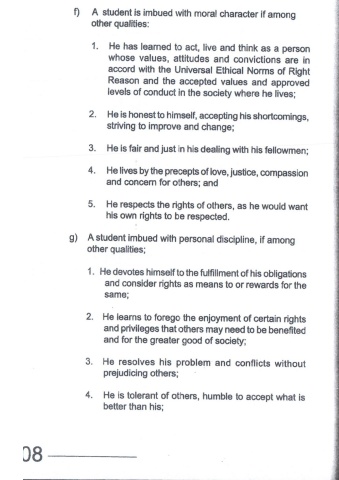 f) A student is imbued with moral character if among
other qualities:
1. He has learned to act, live and think as a person
whose values, attitudes and convictions are in
accord with the Universal Ethical Norms of Right
Reason and the accepted values and approved
levels of conduct in the society where he lives;
2. He is honest to himself, accepting his shortcomings,
striving to improve and change;
3. He is fair and just in his dealing with his fellowmen;
4. He lives by the precepts of love, justice, compassion
and concern for others; and
5. He respects the rights of others, as he would want
his own rights to be respected.
g) A student imbued with personal discipline, if among
other qualities;
1. He devotes himself to the fulfillment of his obligations
and consider rights as means to or rewards for the
same;
2. He learns to forego the enjoyment of certain rights
and privileges that others may need to be benefited
and for the greater good of society;
3. He resolves his problem and conflicts without
prejudicing others;
4. He is tolerant of others, humble to accept what is
better than his;
08